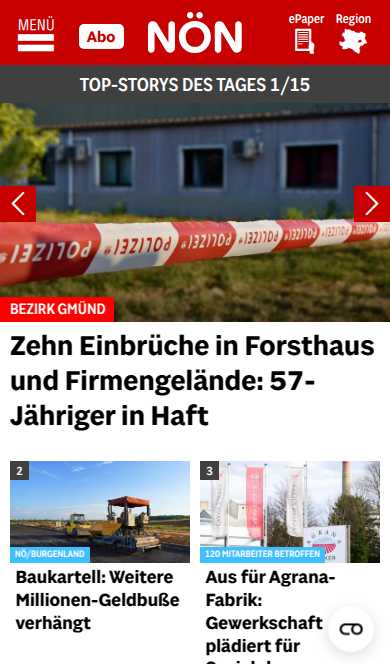 MENÜ
Abo
NÖN
ePaper
Region
TOP-STORYS DES TAGES 1/15
POLIZEI POLIZEI POLIZEI POLIZEI POLIZEI POLIZEI
BEZIRK GMÜND
Zehn Einbrüche in Forsthaus
und Firmengelände: 57-
Jähriger in Haft
2
NÖ/BURGENLAND
Baukartell: Weitere
Millionen-Geldbuße
verhängt
3
AGRANA
120 MITARBEITER BETROFFEN
Aus für Agrana-
Fabrik:
Gewerkschaft
plädiert für